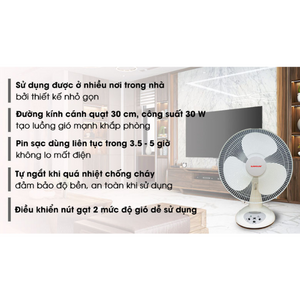 Sử dụng được ở nhiều nơi trong nhà
bởi thiết kế nhỏ gọn
Đường kính cánh quạt 30 cm, công suất 30 W
tạo luồng gió mạnh khắp phòng
Pin sạc dùng liên tục trong 3.5 - 5 giờ
không lo mất điện
Tự ngắt khi quá nhiệt chống cháy
đảm bảo độ bền, an toàn khi sử dụng
Điều khiển nút gạt 2 mức độ gió dễ sử dụng